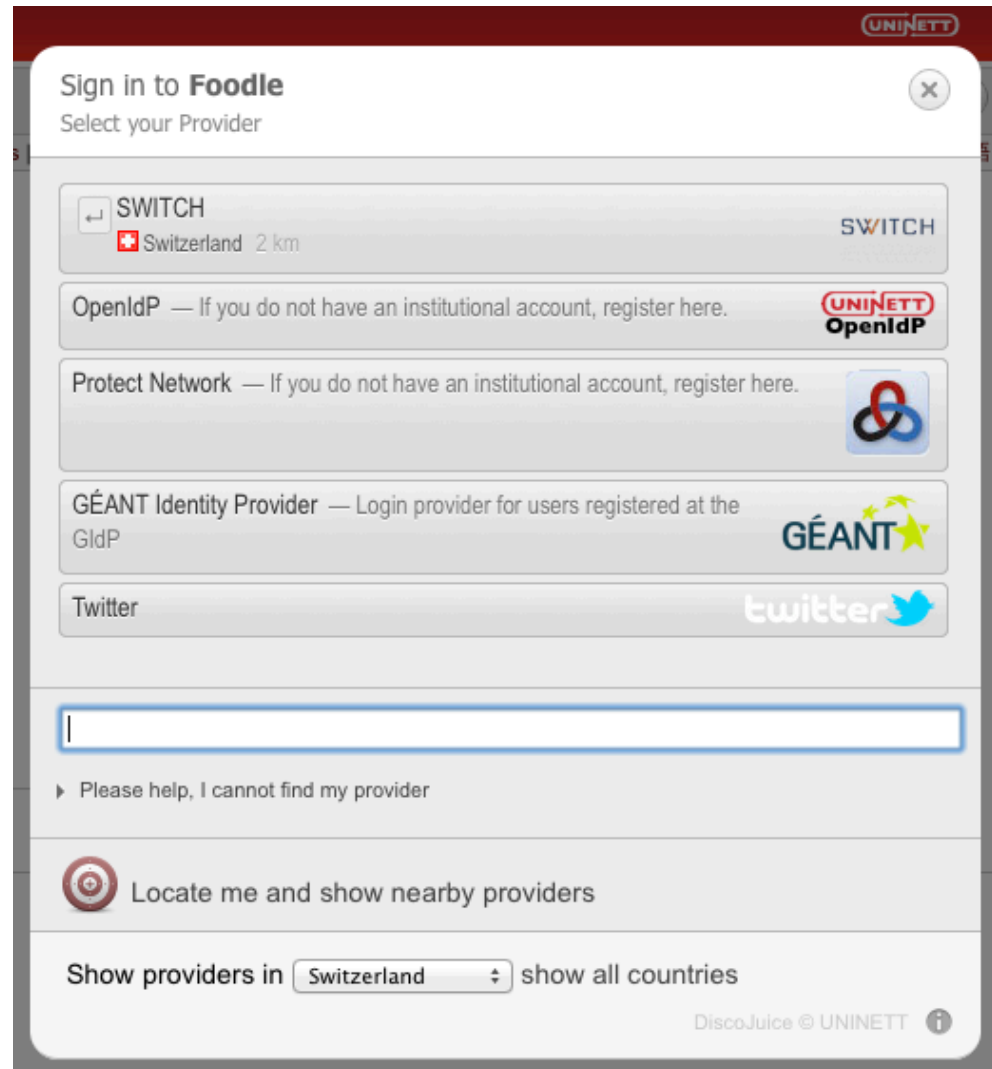 UNINETT
Sign in to Foodle
Select your Provider
s
語
SWITCH
Switzerland 2 km
SWITCH
OpenIdP — If you do not have an institutional account, register here.
UNINETT
OpenIdP
Protect Network — If you do not have an institutional account, register here.
GÉANT Identity Provider — Login provider for users registered at the
GIdP
GÉANT
Twitter
twitter
Please help, I cannot find my provider
Locate me and show nearby providers
Show providers in Switzerland show all countries
DiscoJuice © UNINETT